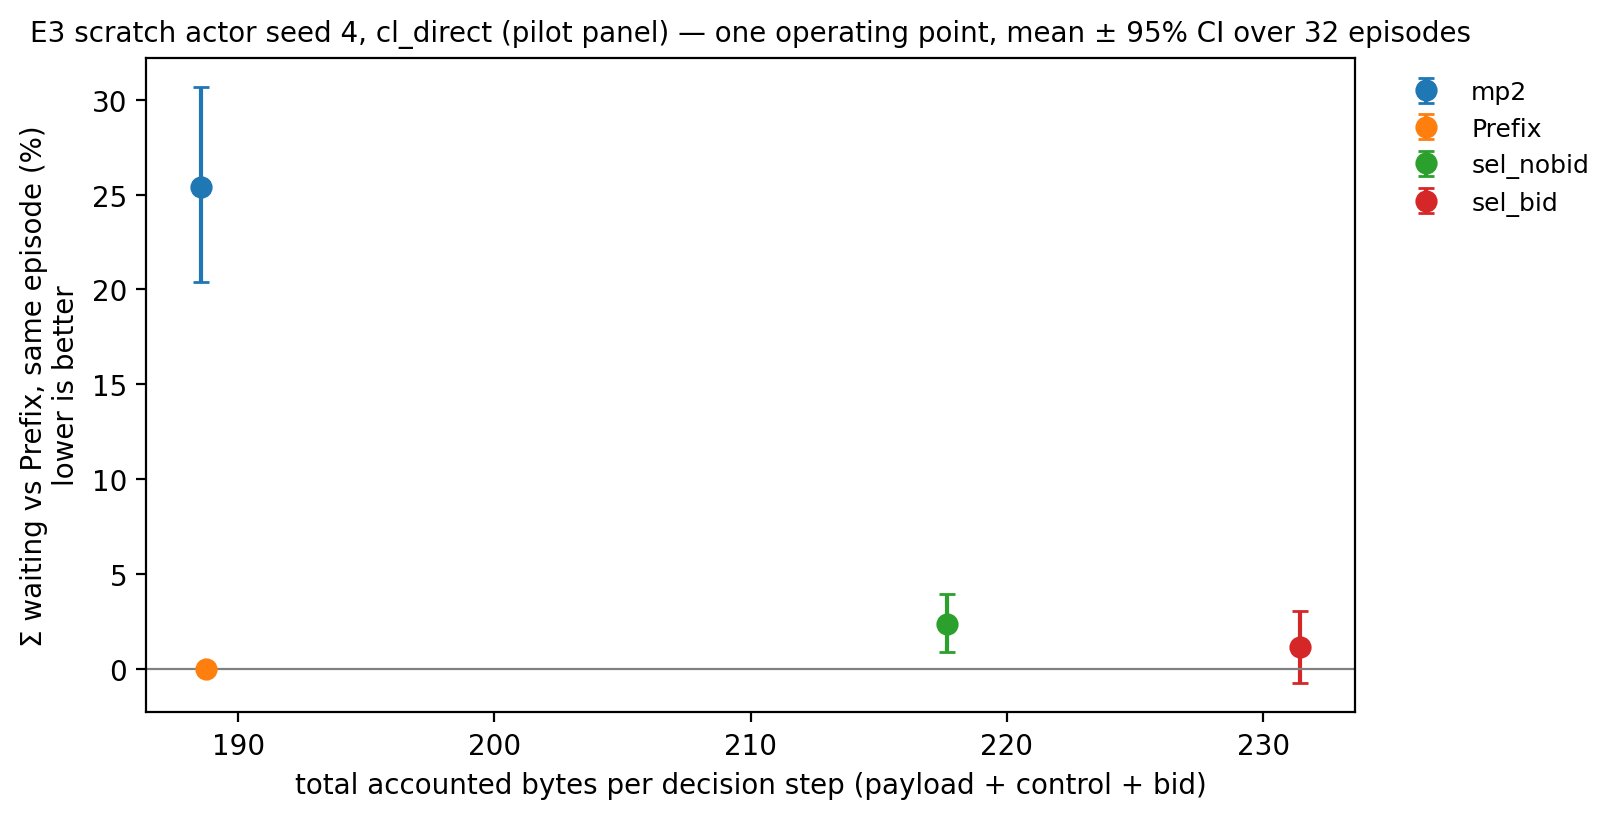 E3 scratch actor seed 4, cl_direct (pilot panel) — one operating point, mean ± 95% CI over 32 episodes
Σ waiting vs Prefix, same episode (%)
lower is better
30
25
20
15
10
5
0
190
200
210
220
230
total accounted bytes per decision step (payload + control + bid)
mp2
Prefix
sel_nobid
sel_bid